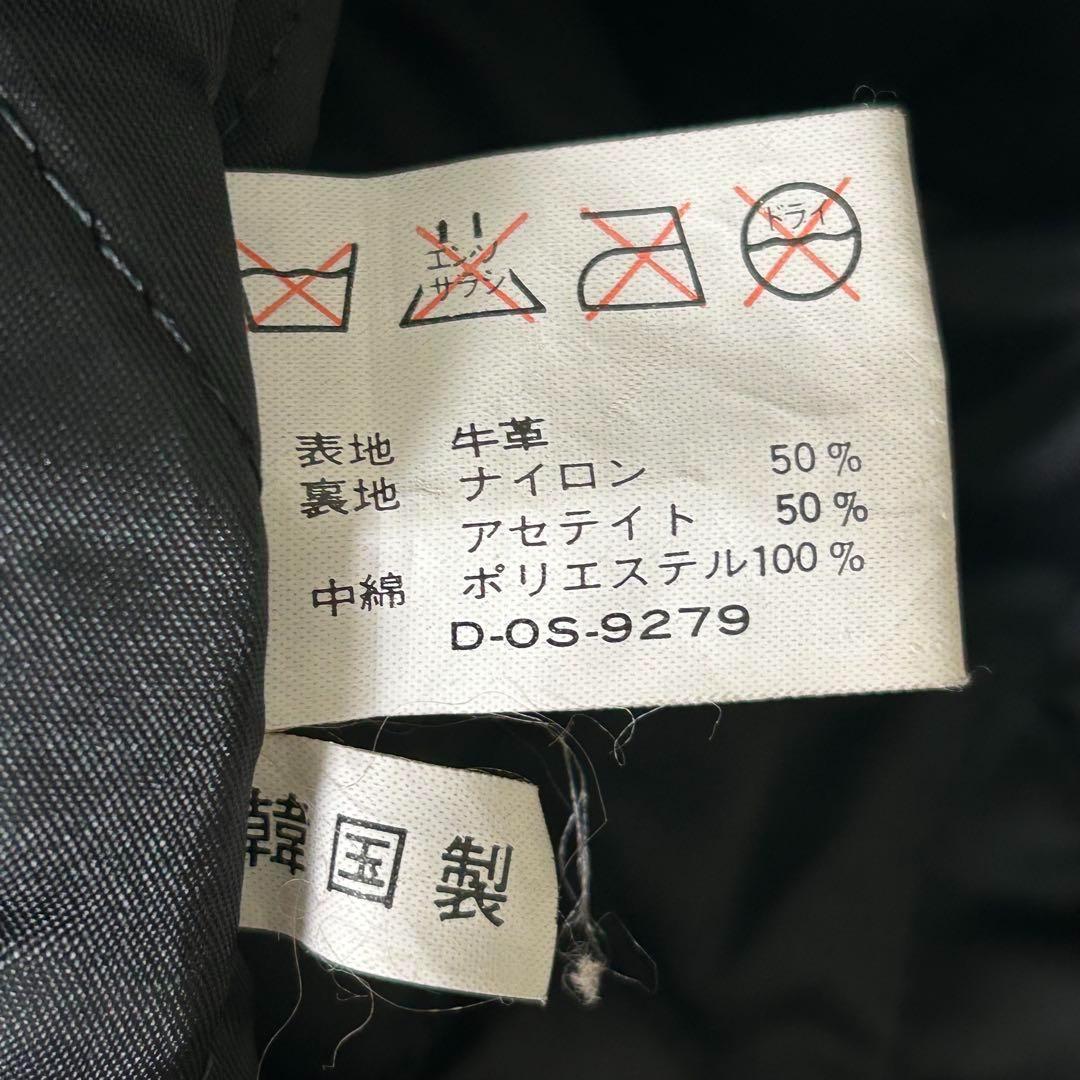 エンソ
サラシ
ドライ
表地 牛革
裏地 ナイロン 50%
アセテイト 50%
中綿 ポリエステル100%
D-OS-9279
韓国製